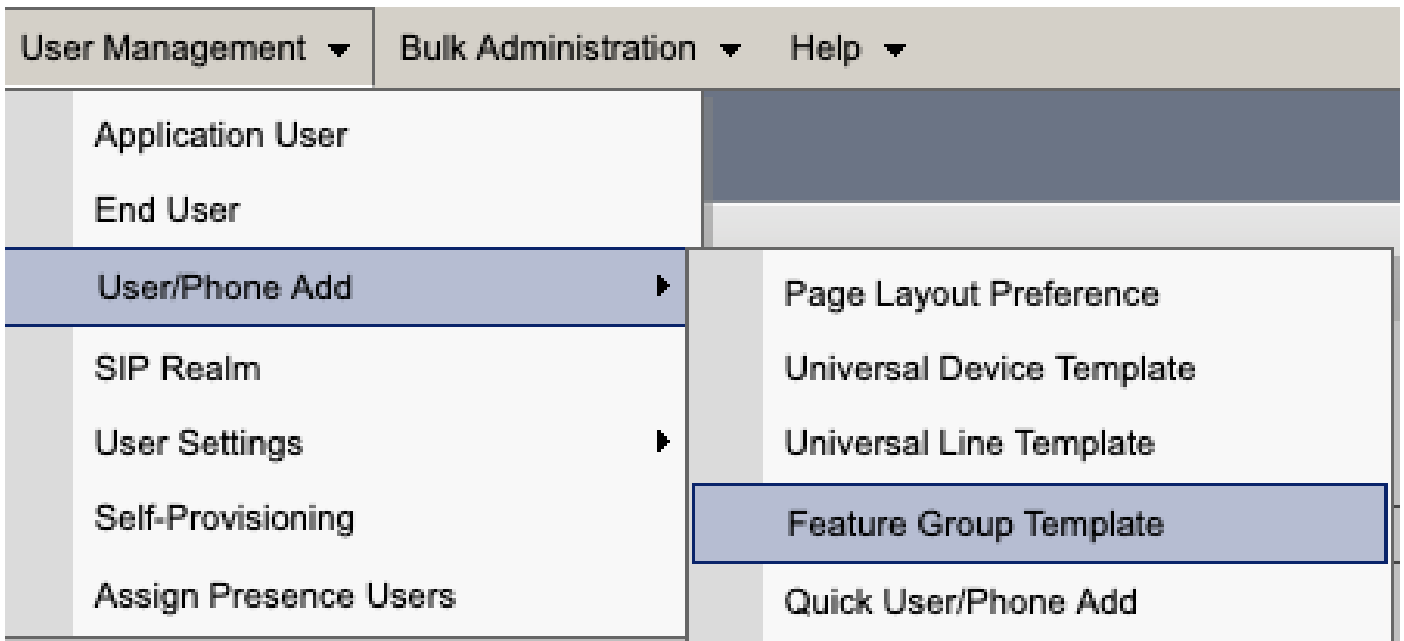 User Management Bulk Administration Help
Application User
End User
User/Phone Add
Page Layout Preference
SIP Realm
Universal Device Template
User Settings
Universal Line Template
Self-Provisioning
Feature Group Template
Assign Presence Users
Quick User/Phone Add